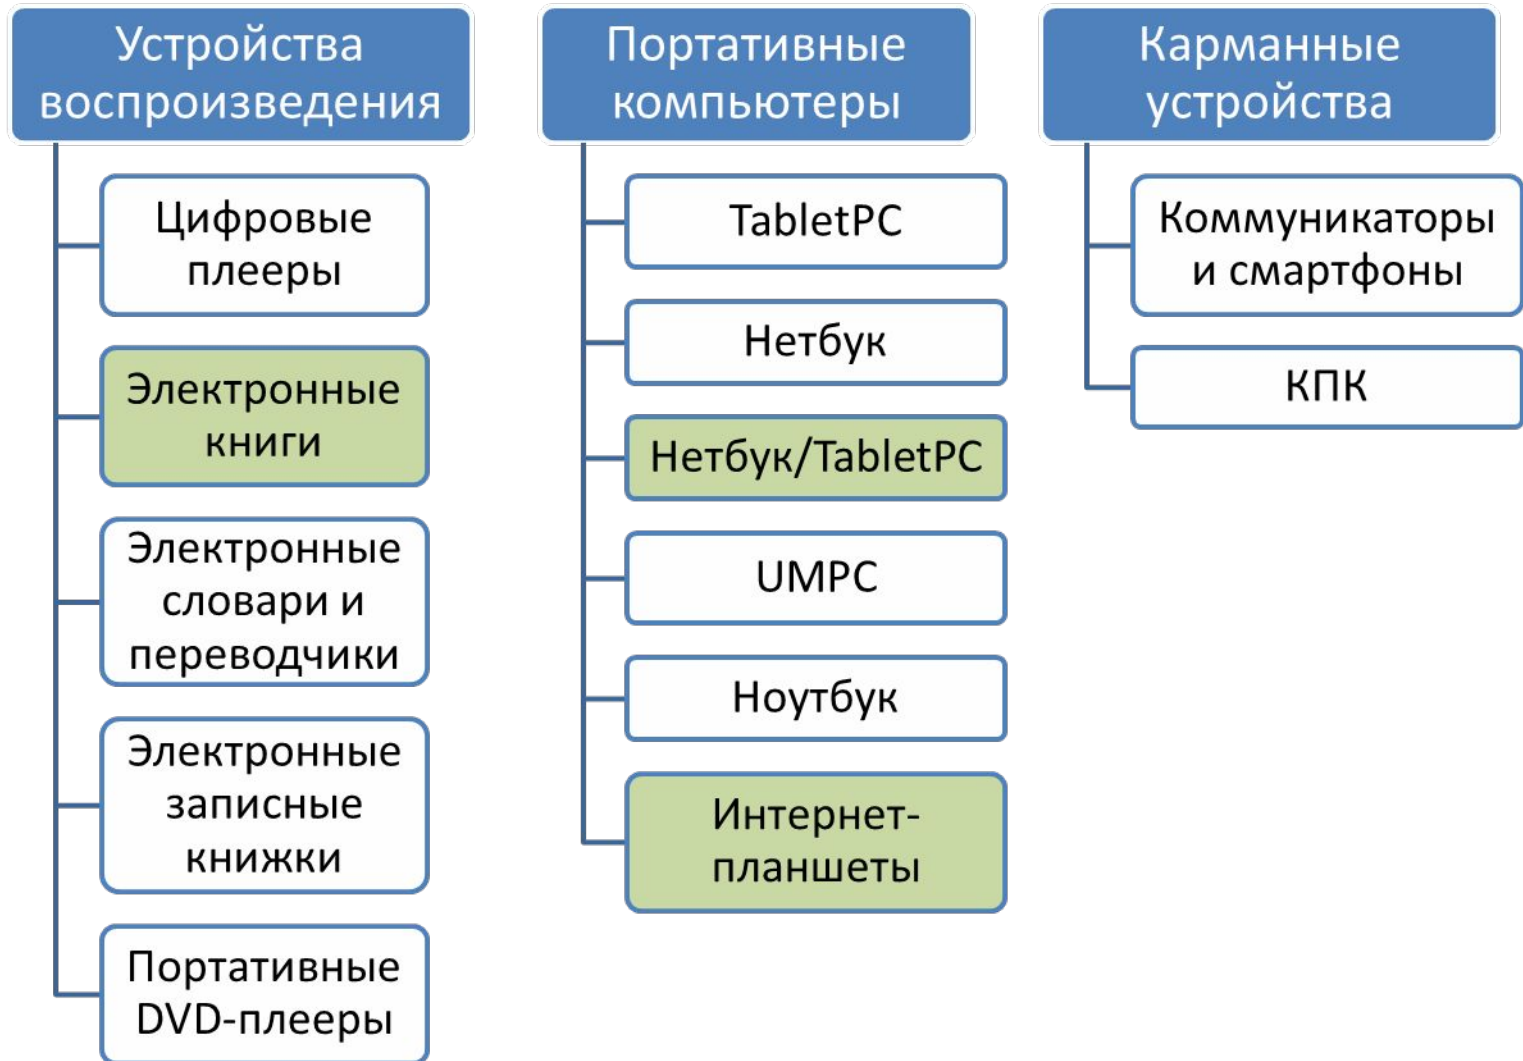 Устройства
воспроизведения
Цифровые
плееры
Электронные
книги
Электронные
словари и
переводчики
Электронные
записные
книжки
Портативные
DVD-плееры
Портативные
компьютеры
TabletPC
Нетбук
Нетбук/TabletPC
UMPC
Ноутбук
Интернет-
планшеты
Карманные
устройства
Коммуникаторы
и смартфоны
КПК